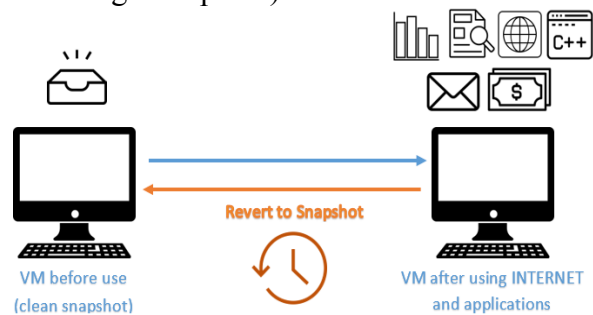 C++
$
Revert to Snapshot
VM before use
(clean snapshot)
VM after using INTERNET
and applications